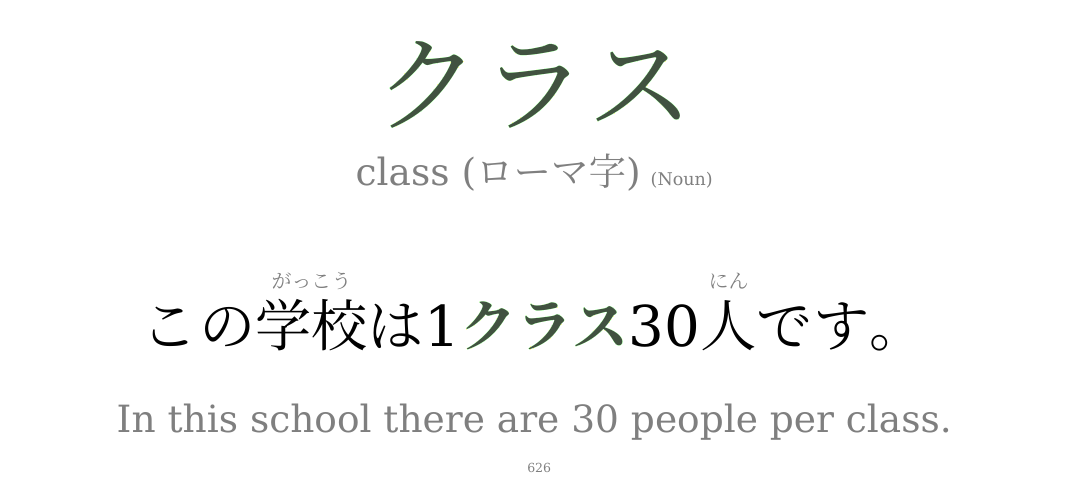 クラス
class (ローマ字) (Noun)
がっこう にん
この学校は1クラス30人です。
In this school there are 30 people per class.
626